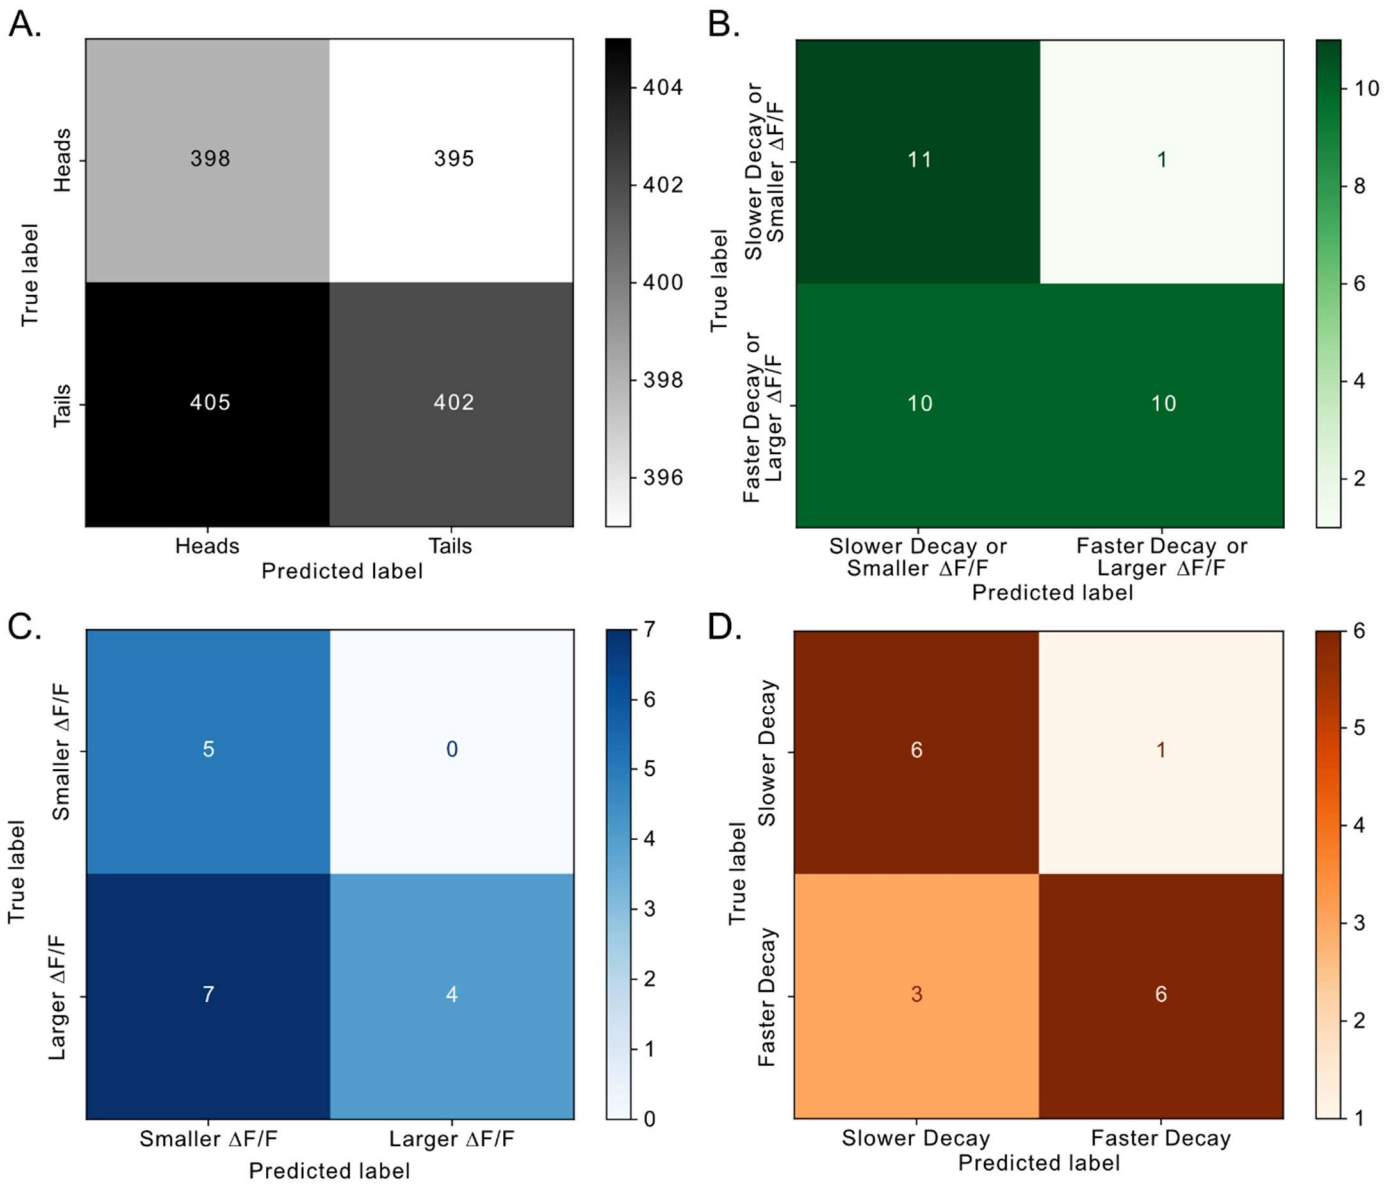 A.
Heads
Tails
True label
398
395
405
402
Heads
Tails
Predicted label
404
402
400
398
396
B.
Slower Decay or
Smaller ΔF/F
Faster Decay or
Larger ΔF/F
True label
11
1
10
10
Slower Decay or
Smaller ΔF/F
Faster Decay or
Larger ΔF/F
Predicted label
10
8
6
4
2
C.
Smaller ΔF/F
Larger ΔF/F
True label
5
0
7
4
Smaller ΔF/F
Larger ΔF/F
Predicted label
7
6
5
4
3
2
1
0
D.
Slower Decay
Faster Decay
True label
6
1
3
6
Slower Decay
Faster Decay
Predicted label
6
5
4
3
2
1